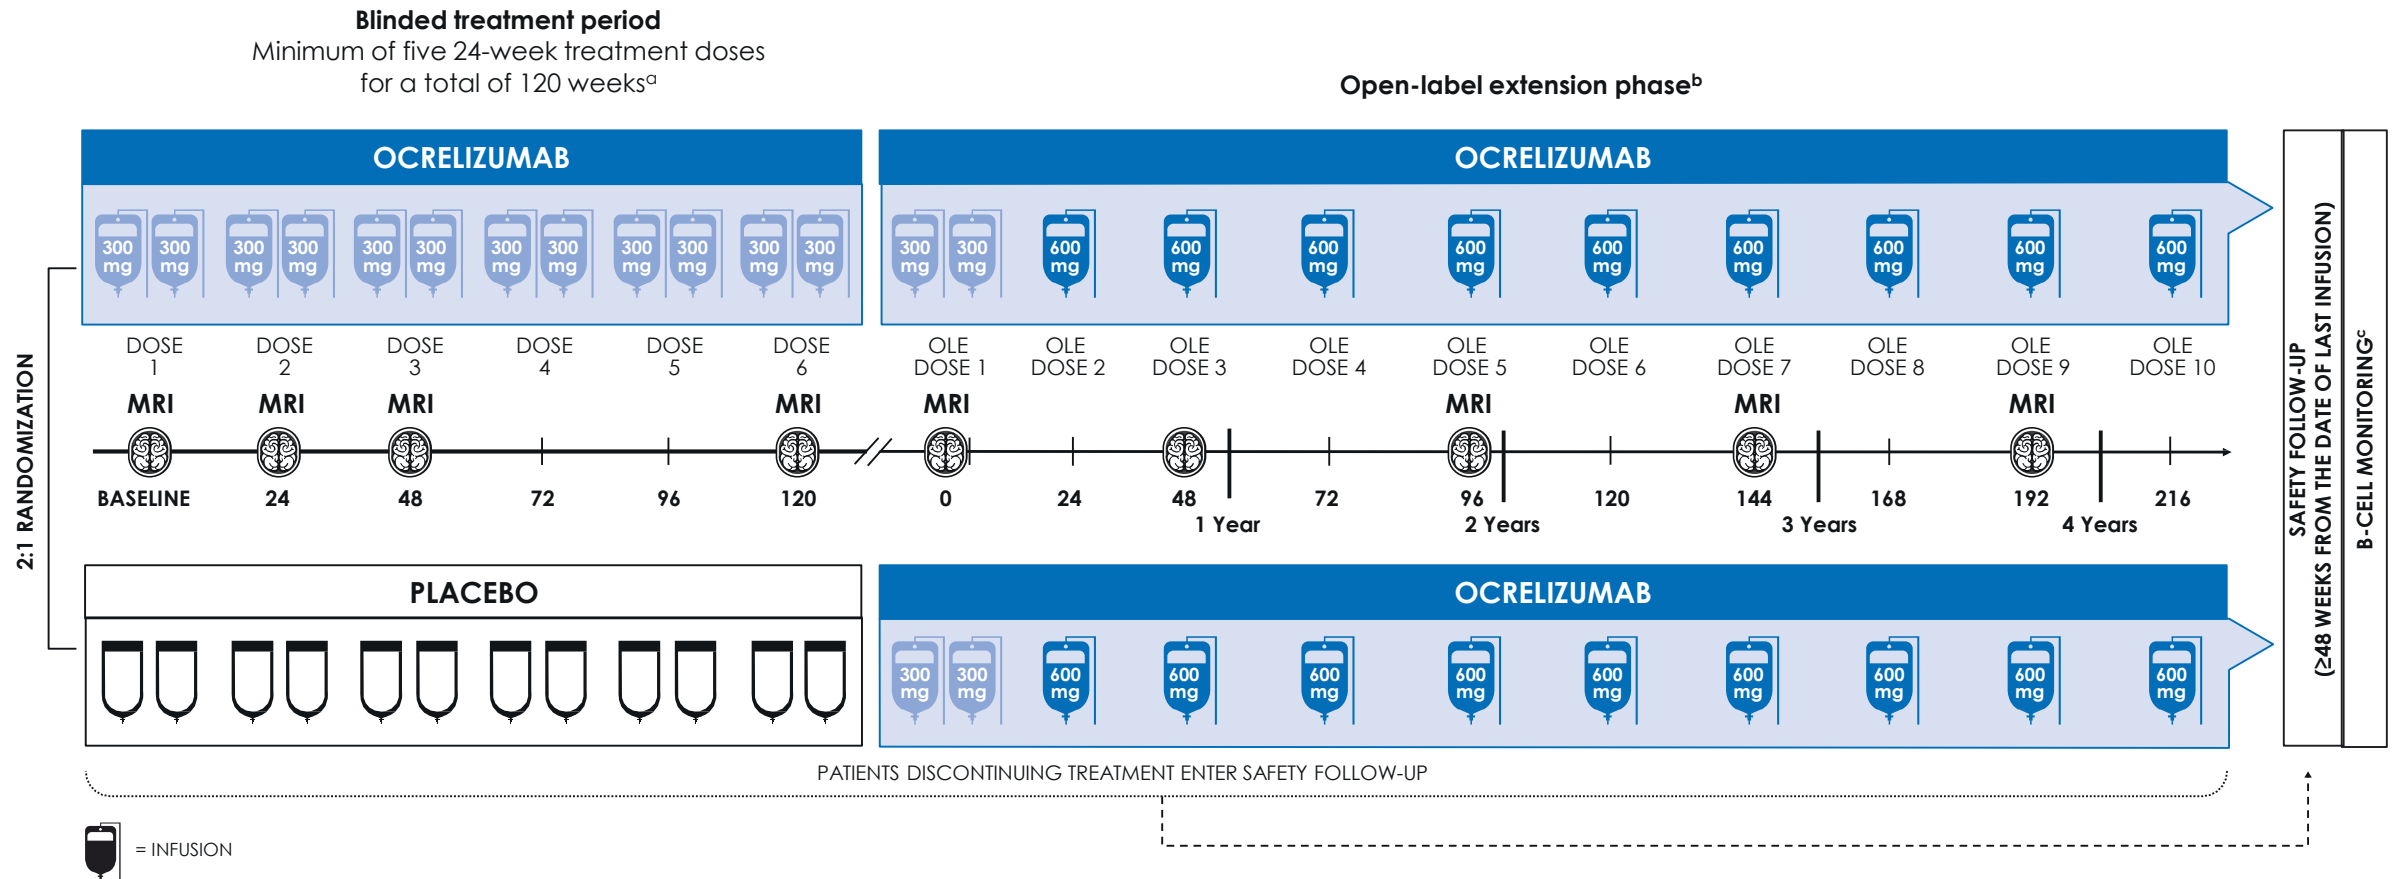 Blinded treatment period
Minimum of five 24-week treatment doses
for a total of 120 weeksᵃ
Open-label extension phaseᵇ
OCRELIZUMAB
OCRELIZUMAB
300 mg 300 mg 300 mg 300 mg 300 mg 300 mg 300 mg 300 mg 300 mg 300 mg 300 mg 300 mg
300 mg 300 mg 600 mg 600 mg 600 mg 600 mg 600 mg 600 mg 600 mg 600 mg 600 mg
2:1 RANDOMIZATION
DOSE 1 DOSE 2 DOSE 3 DOSE 4 DOSE 5 DOSE 6
OLE DOSE 1 OLE DOSE 2 OLE DOSE 3 OLE DOSE 4 OLE DOSE 5 OLE DOSE 6 OLE DOSE 7 OLE DOSE 8 OLE DOSE 9 OLE DOSE 10
MRI MRI MRI MRI MRI MRI MRI MRI
BASELINE 24 48 72 96 120 0 24 48 72 96 120 144 168 192 216
1 Year 2 Years 3 Years 4 Years
PLACEBO
OCRELIZUMAB
300 mg 300 mg 600 mg 600 mg 600 mg 600 mg 600 mg 600 mg 600 mg 600 mg 600 mg
SAFETY FOLLOW-UP
(≥48 WEEKS FROM THE DATE OF LAST INFUSION)
B-CELL MONITORINGᶜ
PATIENTS DISCONTINUING TREATMENT ENTER SAFETY FOLLOW-UP
= INFUSION